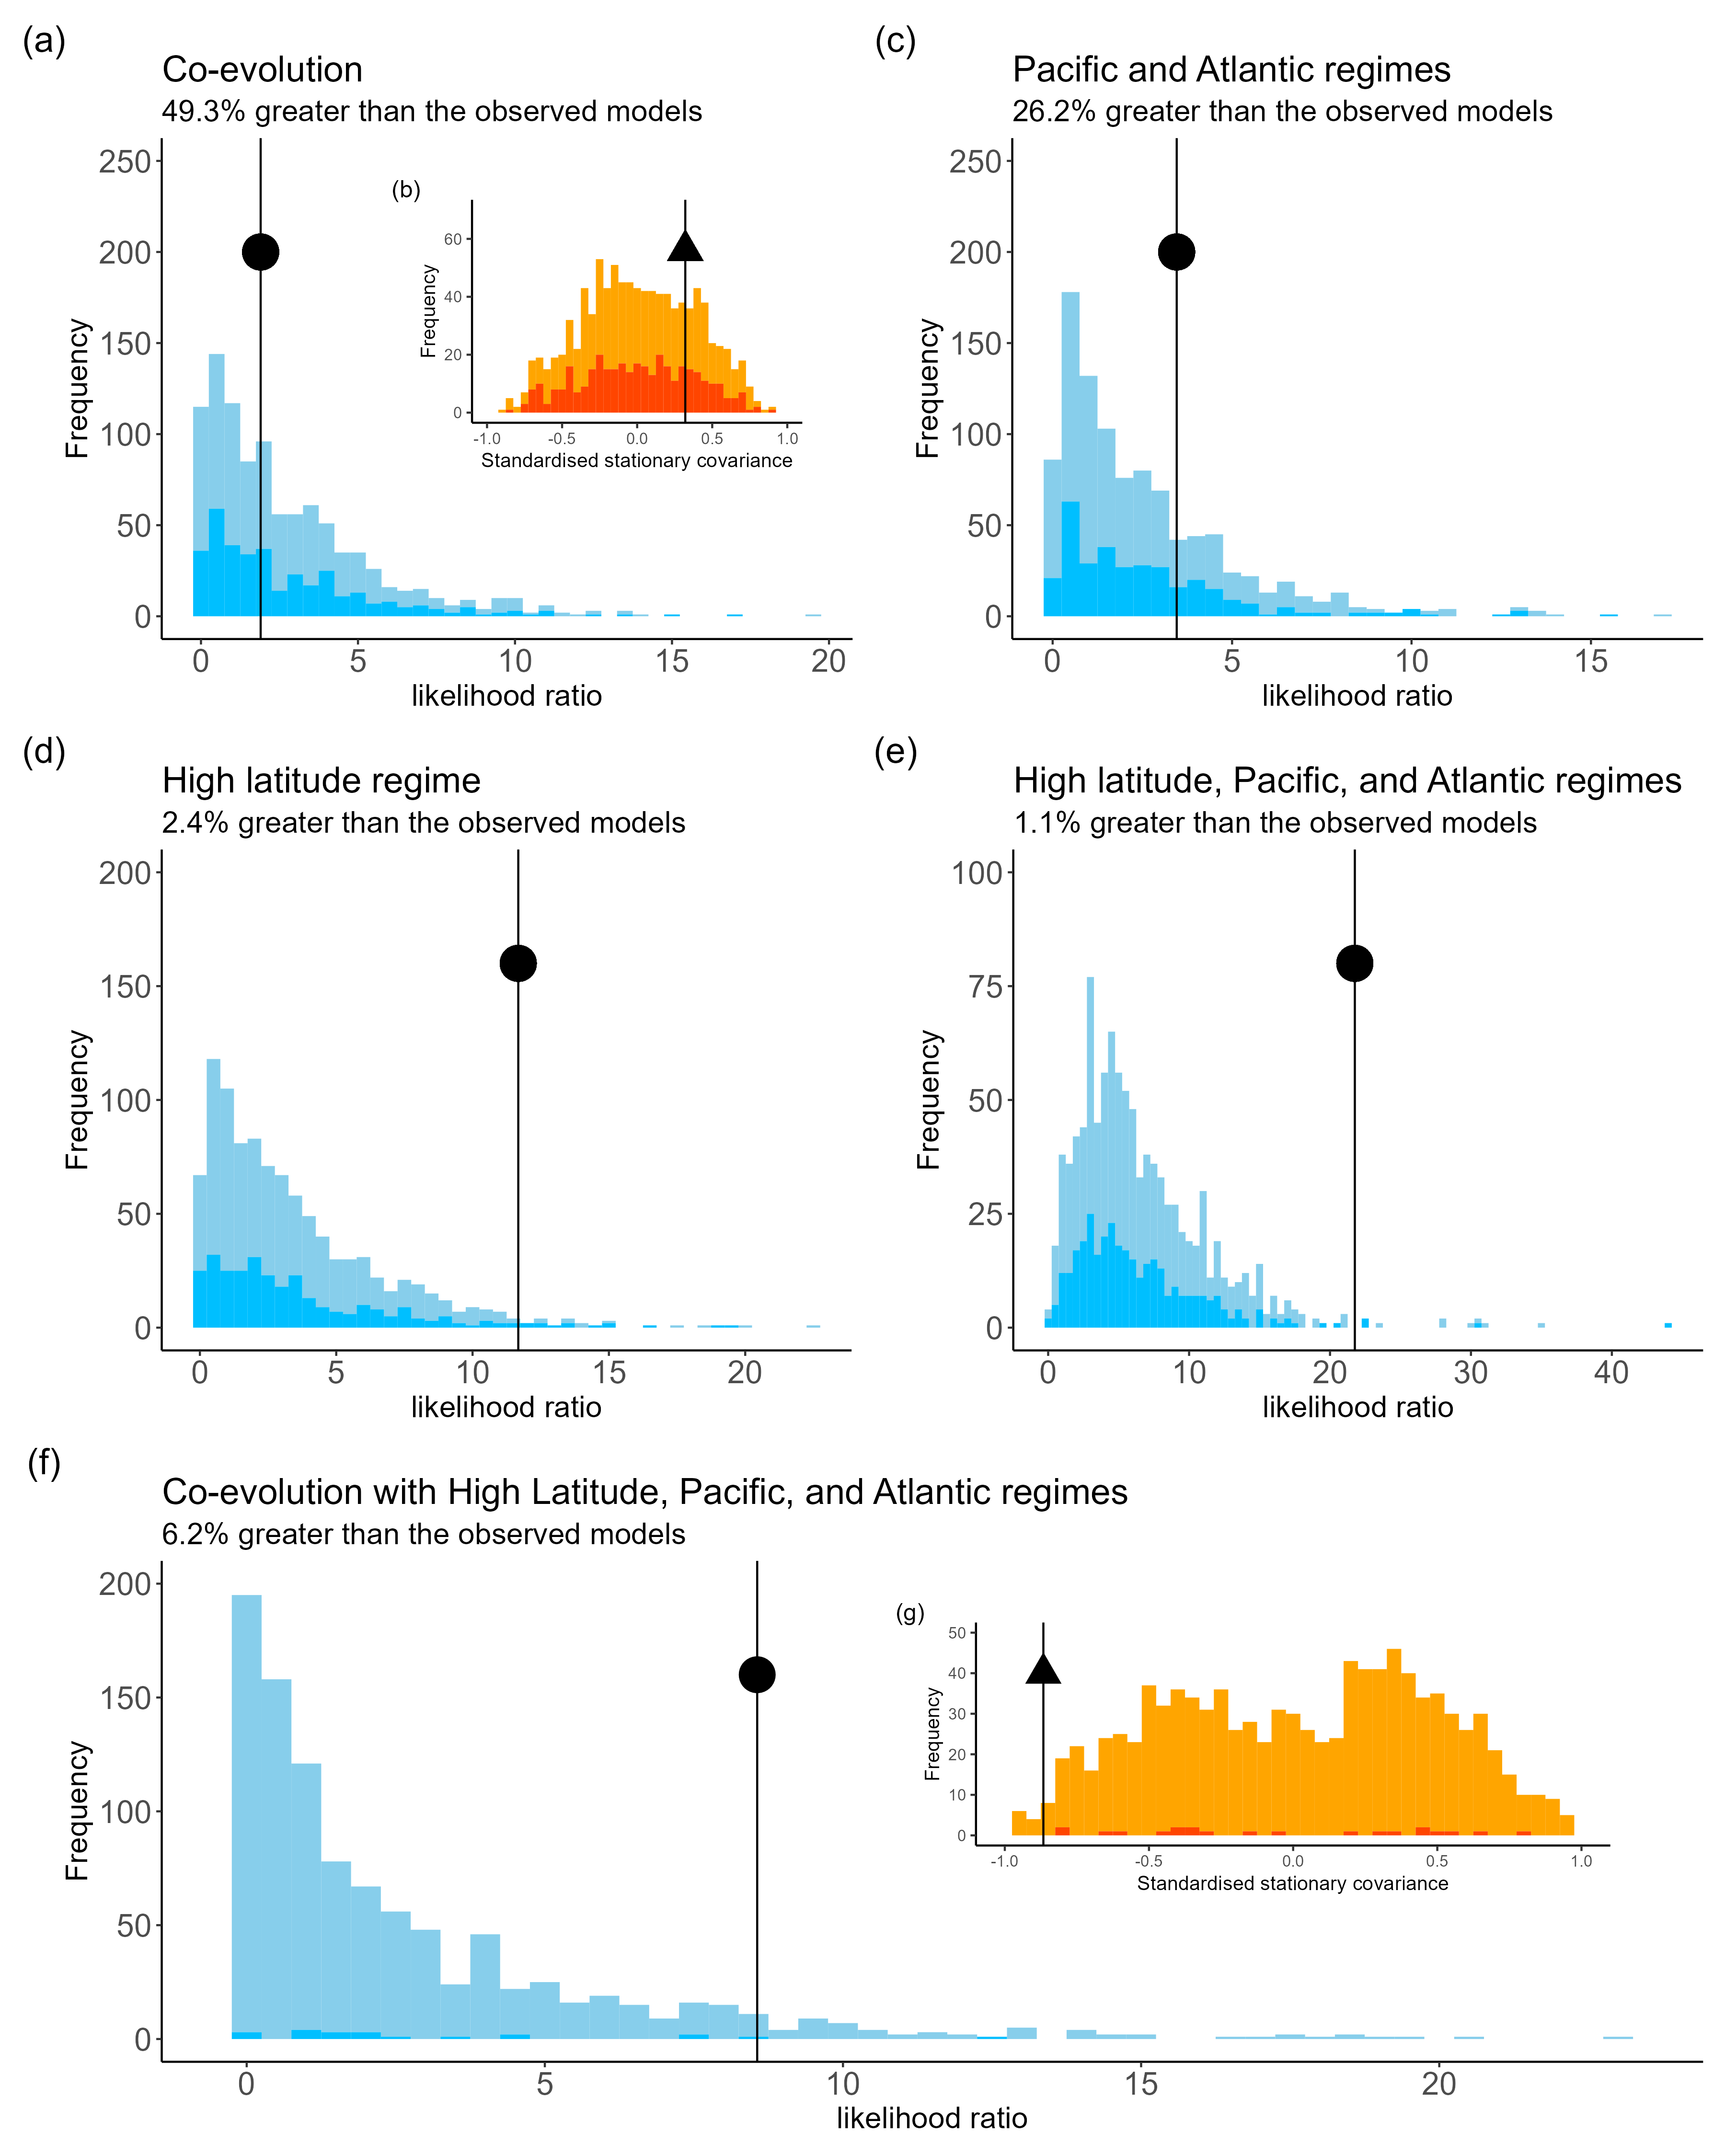 (a)
Co-evolution
49.3% greater than the observed models
250
200
150
100
50
0
Frequency
0 5 10 15 20
likelihood ratio
(b)
60
40
20
0
Frequency
-1.0 -0.5 0.0 0.5 1.0
Standardised stationary covariance
(c)
Pacific and Atlantic regimes
26.2% greater than the observed models
250
200
150
100
50
0
Frequency
0 5 10 15
likelihood ratio
(d)
High latitude regime
2.4% greater than the observed models
200
150
100
50
0
Frequency
0 5 10 15 20
likelihood ratio
(e)
High latitude, Pacific, and Atlantic regimes
1.1% greater than the observed models
100
75
50
25
0
Frequency
0 10 20 30 40
likelihood ratio
(f)
Co-evolution with High Latitude, Pacific, and Atlantic regimes
6.2% greater than the observed models
200
150
100
50
0
Frequency
0 5 10 15 20
likelihood ratio
(g)
50
40
30
20
10
0
Frequency
-1.0 -0.5 0.0 0.5 1.0
Standardised stationary covariance